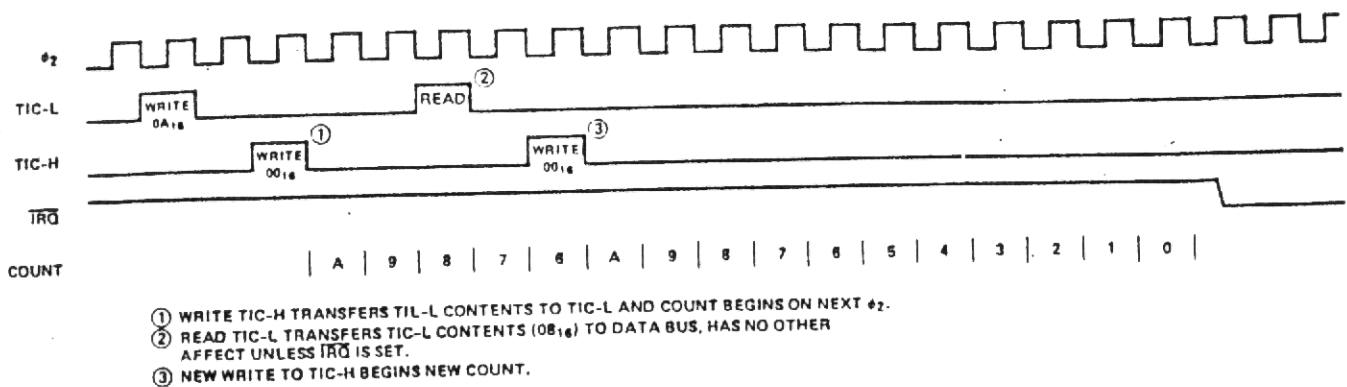 φ2
TIC-L
WRITE
0A16
READ
②
TIC-H
WRITE
0016
①
WRITE
0016
③
IRQ
COUNT
A 9 8 7 6 A 9 8 7 6 5 4 3 2 1 0
① WRITE TIC-H TRANSFERS TIL-L CONTENTS TO TIC-L AND COUNT BEGINS ON NEXT φ2.
② READ TIC-L TRANSFERS TIC-L CONTENTS (0816) TO DATA BUS, HAS NO OTHER
AFFECT UNLESS IRQ IS SET.
③ NEW WRITE TO TIC-H BEGINS NEW COUNT.